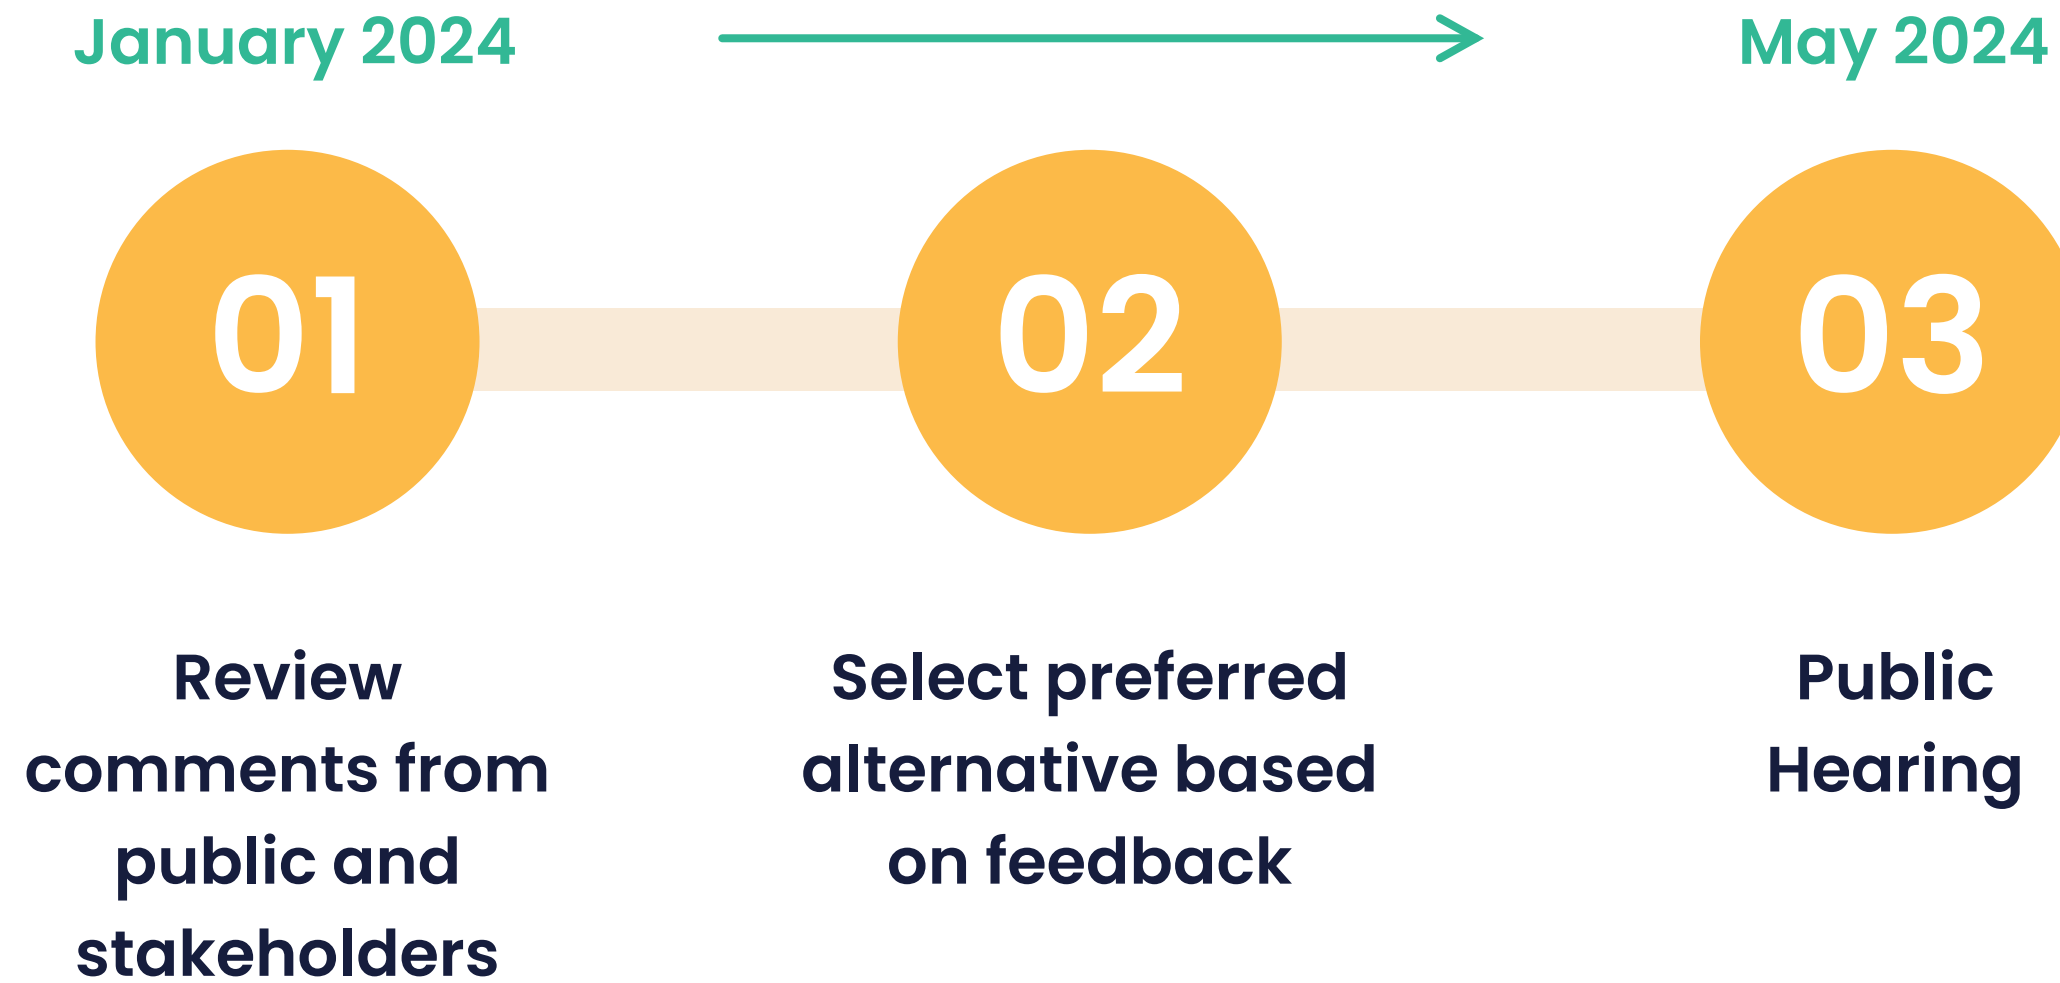 January 2024
May 2024
01
02
03
Review
comments from
public and
stakeholders
Select preferred
alternative based
on feedback
Public
Hearing